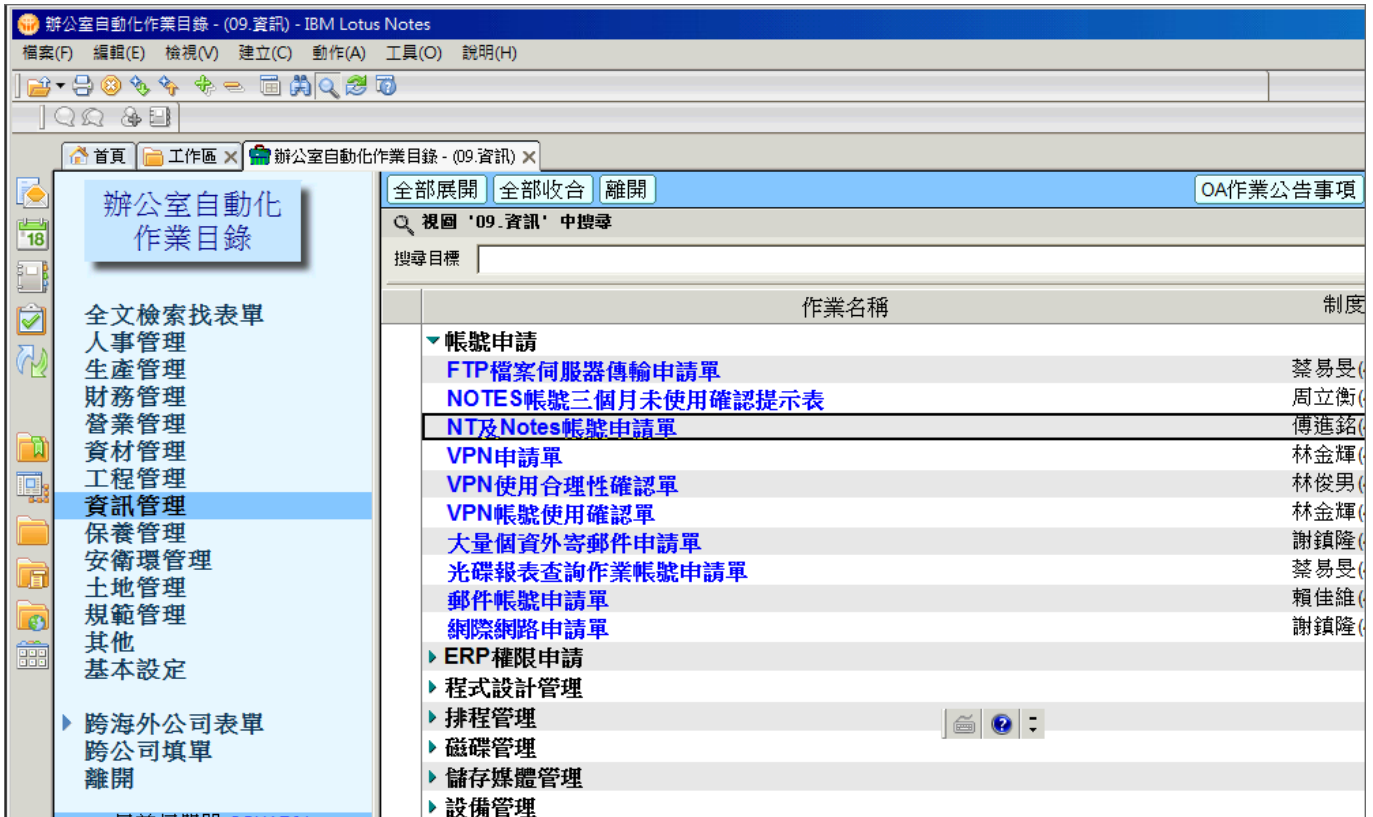 辦公室自動化作業目錄 - (09.資訊) - IBM Lotus Notes
檔案(F) 編輯(E) 檢視(V) 建立(C) 動作(A) 工具(O) 說明(H)
首頁 工作區 辦公室自動化作業目錄 - (09.資訊)
18
辦公室自動化
作業目錄
全文檢索找表單
人事管理
生產管理
財務管理
營業管理
資材管理
工程管理
資訊管理
保養管理
安衛環管理
土地管理
規範管理
其他
基本設定
跨海外公司表單
跨公司填單
離開
全部展開 全部收合 離開 OA作業公告事項
視圖 '09.資訊' 中搜尋
搜尋目標
作業名稱 制度
帳號申請
FTP檔案伺服器傳輸申請單 蔡易旻(
NOTES帳號三個月未使用確認提示表 周立衡(
NT及Notes帳號申請單 傅進銘(
VPN申請單 林金輝(
VPN使用合理性確認單 林俊男(
VPN帳號使用確認單 林金輝(
大量個資外寄郵件申請單 謝鎮隆(
光碟報表查詢作業帳號申請單 蔡易旻(
郵件帳號申請單 賴佳維(
網際網路申請單 謝鎮隆(
ERP權限申請
程式設計管理
排程管理
磁碟管理
儲存媒體管理
設備管理